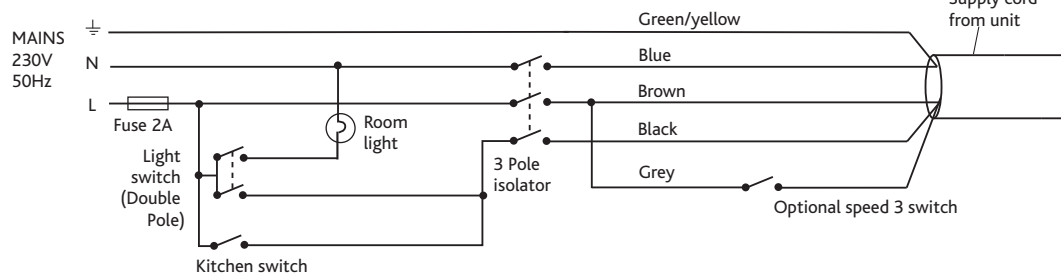 Supply cord
from unit
Green/yellow
MAINS
230V
50Hz
N
Blue
L
Brown
Fuse 2A
Room
light
Black
Light
switch
(Double
Pole)
3 Pole
isolator
Grey
Optional speed 3 switch
Kitchen switch